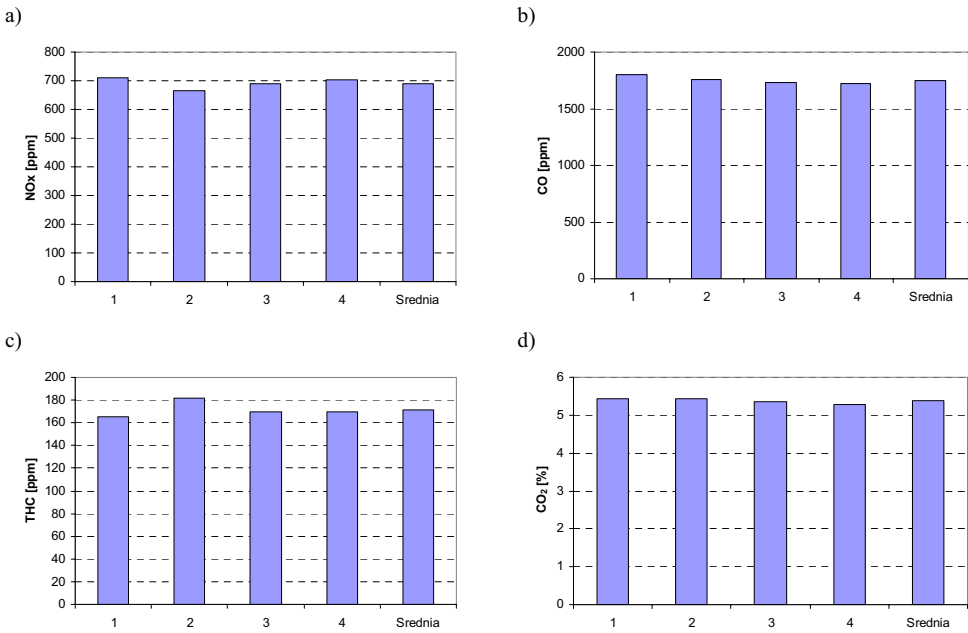 a)
NOx [ppm]
800
700
600
500
400
300
200
100
0
1 2 3 4 Srednia
b)
CO [ppm]
2000
1500
1000
500
0
1 2 3 4 Srednia
c)
THC [ppm]
200
180
160
140
120
100
80
60
40
20
0
1 2 3 4 Srednia
d)
CO₂ [%]
6
5
4
3
2
1
0
1 2 3 4 Srednia